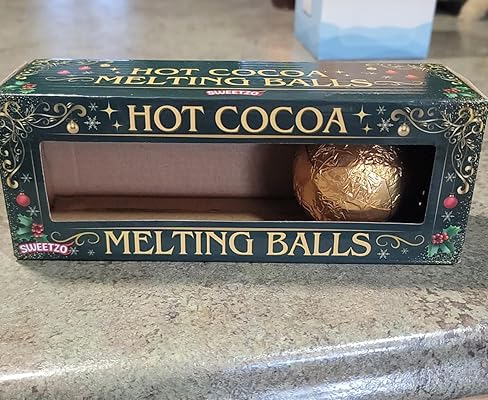 HOT COCOA
MELTING BALLS
SWEETZO
HOT COCOA
SWEETZO
MELTING BALLS